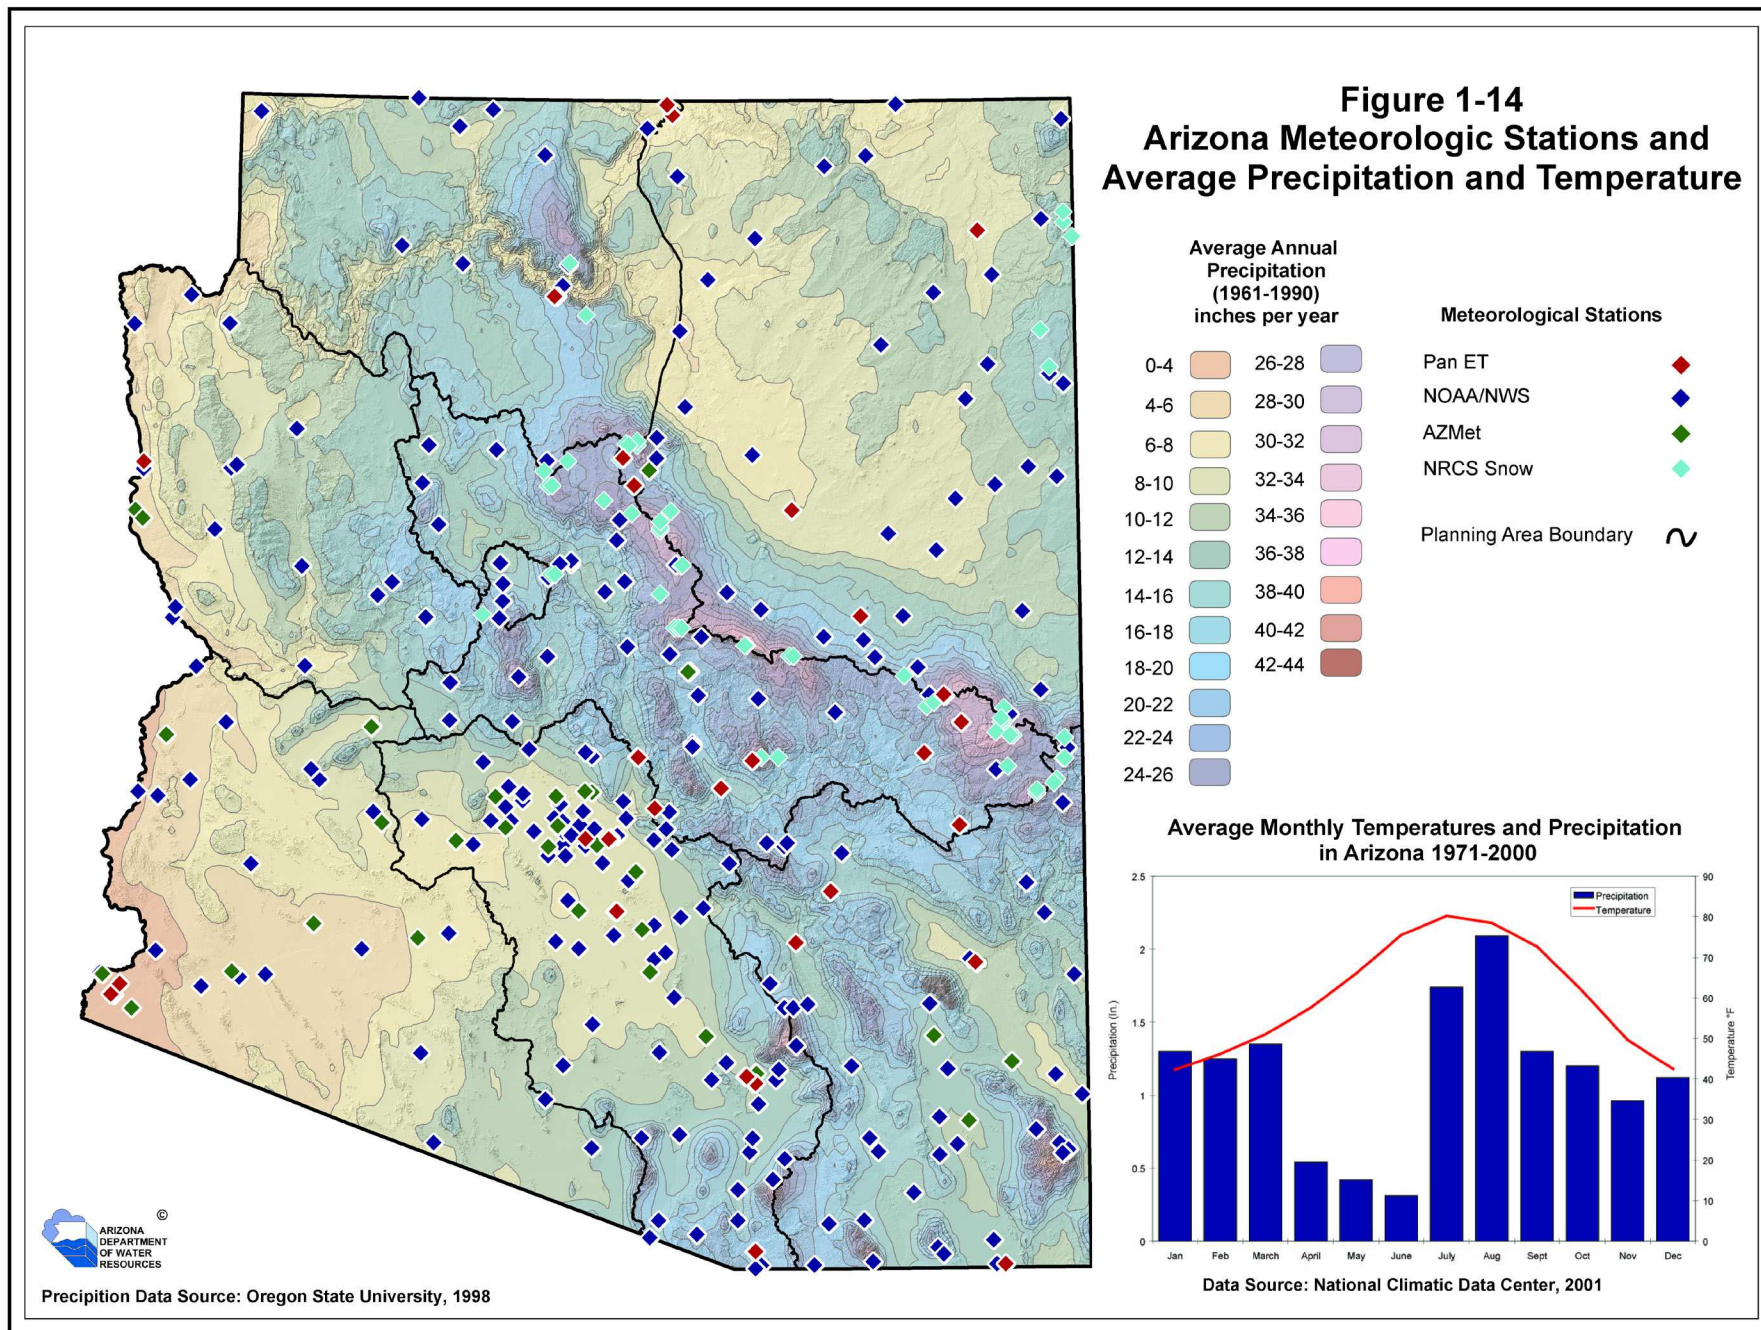 Figure 1-14
Arizona Meteorologic Stations and
Average Precipitation and Temperature
Average Annual
Precipitation
(1961-1990)
inches per year
0-4
4-6
6-8
8-10
10-12
12-14
14-16
16-18
18-20
20-22
22-24
24-26
26-28
28-30
30-32
32-34
34-36
36-38
38-40
40-42
42-44
Meteorological Stations
Pan ET
NOAA/NWS
AZMet
NRCS Snow
Planning Area Boundary
Average Monthly Temperatures and Precipitation
in Arizona 1971-2000
Precipitation
Temperature
2.5
2
1.5
1
0.5
0
Precipitation (In.)
90
80
70
60
50
40
30
20
10
0
Temperature °F
Jan Feb March April May June July Aug Sept Oct Nov Dec
Data Source: National Climatic Data Center, 2001
©
ARIZONA
DEPARTMENT
OF WATER
RESOURCES
Precipition Data Source: Oregon State University, 1998